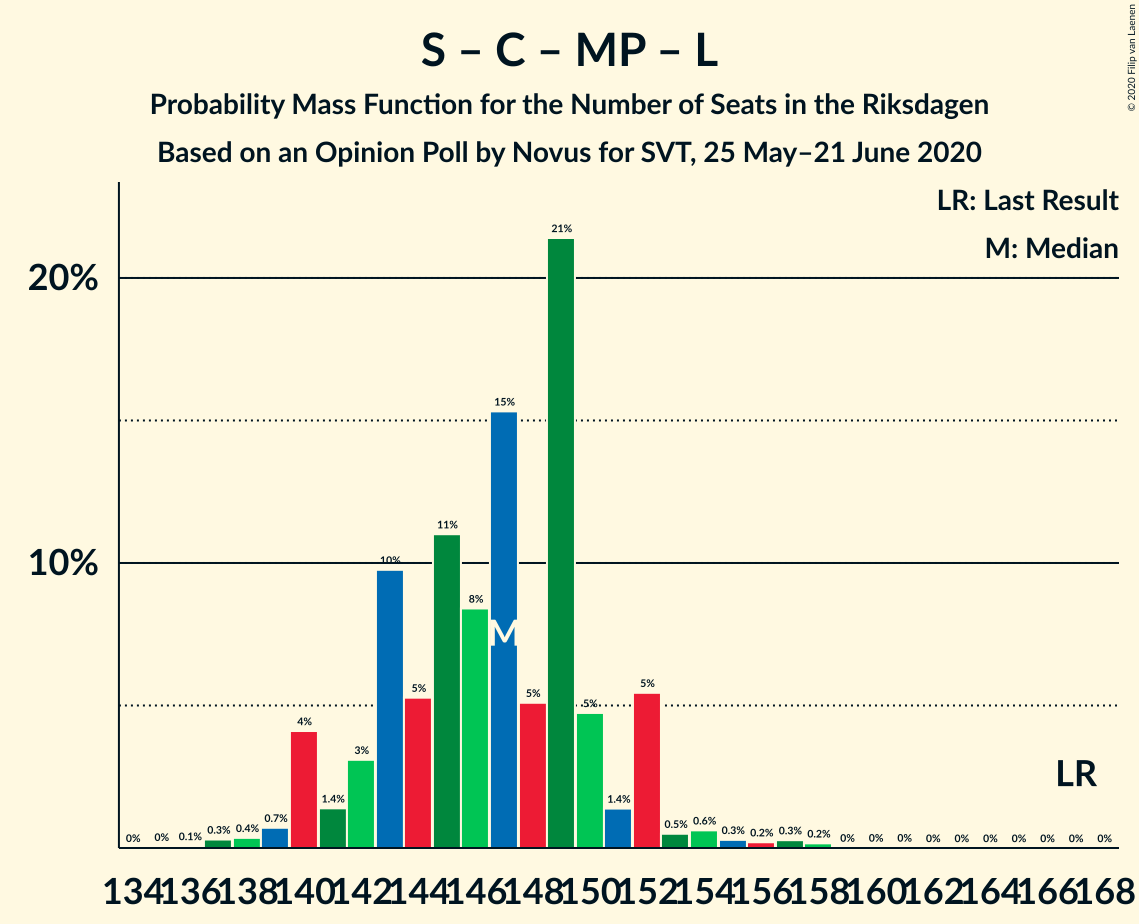 S – C – MP – L
Probability Mass Function for the Number of Seats in the Riksdagen
Based on an Opinion Poll by Novus for SVT, 25 May–21 June 2020
© 2020 Filip van Laenen
LR: Last Result
M: Median
20%
10%
0% 0% 0.1% 0.3% 0.4% 0.7% 4% 1.4% 3% 10% 5% 11% 8% 15% 5% 21% 5% 1.4% 5% 0.5% 0.6% 0.3% 0.2% 0.3% 0.2% 0% 0% 0% 0% 0% 0% 0% 0% 0% 0%
M
LR
134 136 138 140 142 144 146 148 150 152 154 156 158 160 162 164 166 168